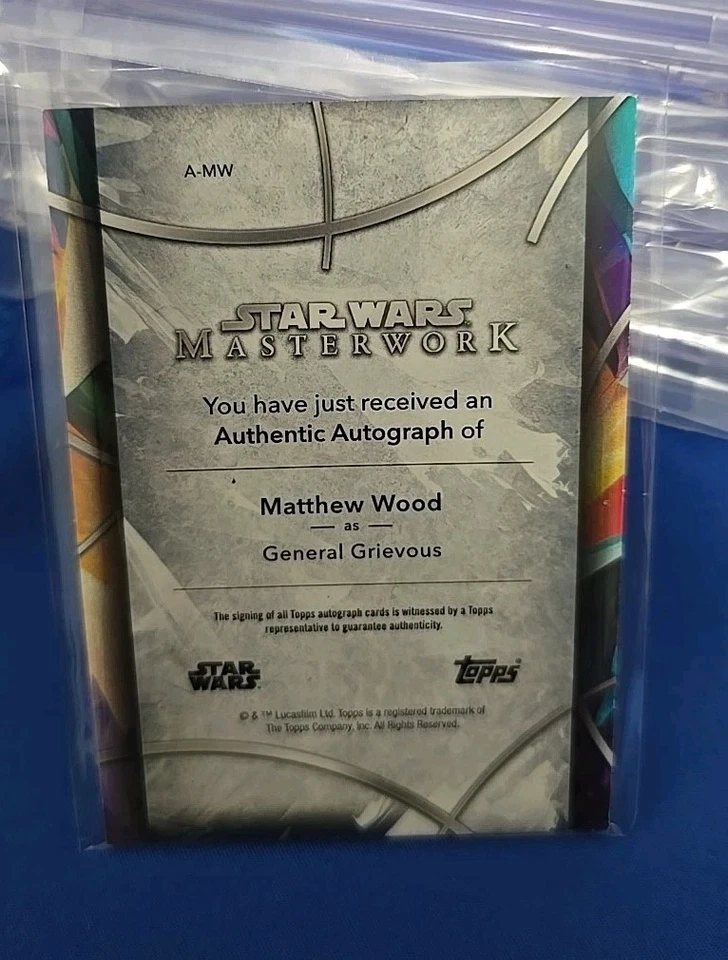 A-MW
STAR WARS
MASTERWORK
You have just received an
Authentic Autograph of
Matthew Wood
— as —
General Grievous
The signing of all Topps autograph cards is witnessed by a Topps
representative to guarantee authenticity.
STAR
WARS
Topps
© & ™ Lucasfilm Ltd. Topps is a registered trademark of
The Topps Company, Inc. All Rights Reserved.